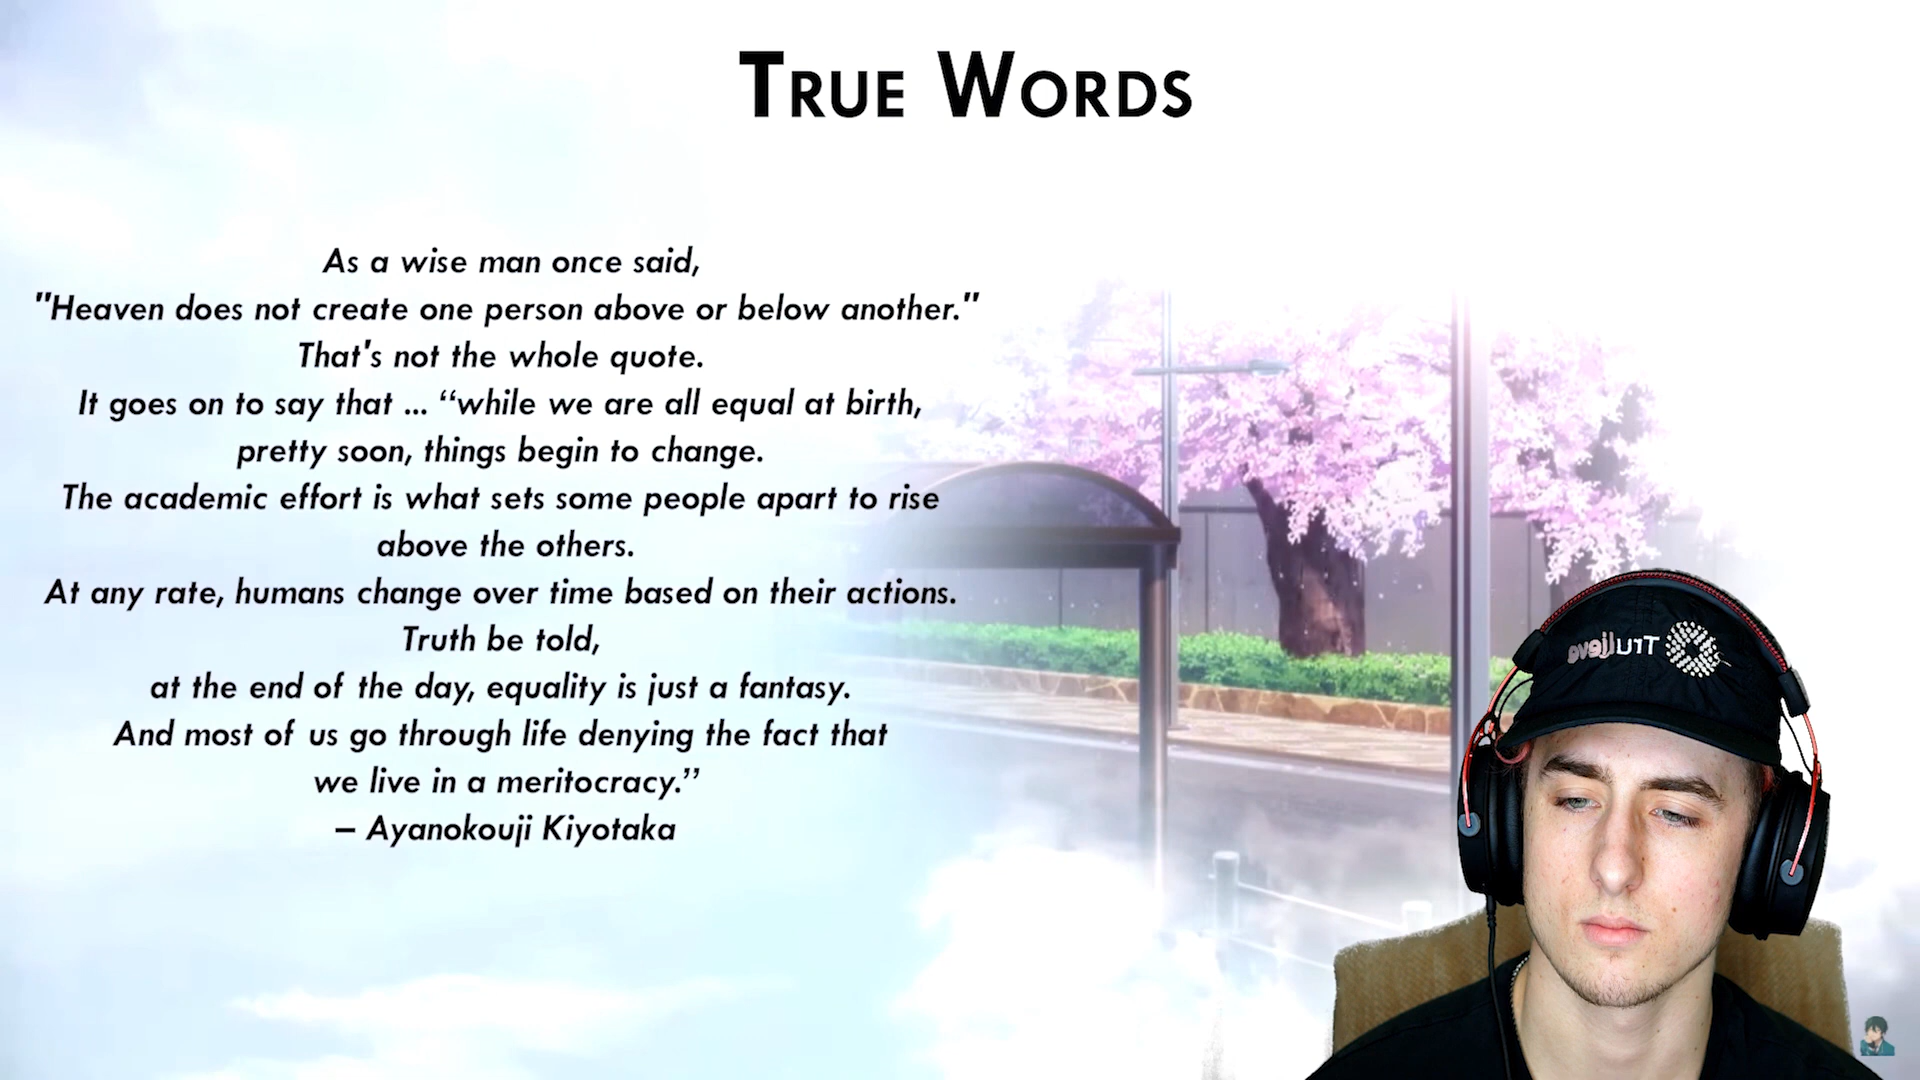 True Words
As a wise man once said,
"Heaven does not create one person above or below another."
That's not the whole quote.
It goes on to say that ... “while we are all equal at birth,
pretty soon, things begin to change.
The academic effort is what sets some people apart to rise
above the others.
At any rate, humans change over time based on their actions.
Truth be told,
at the end of the day, equality is just a fantasy.
And most of us go through life denying the fact that
we live in a meritocracy.”
– Ayanokouji Kiyotaka
Trulieve